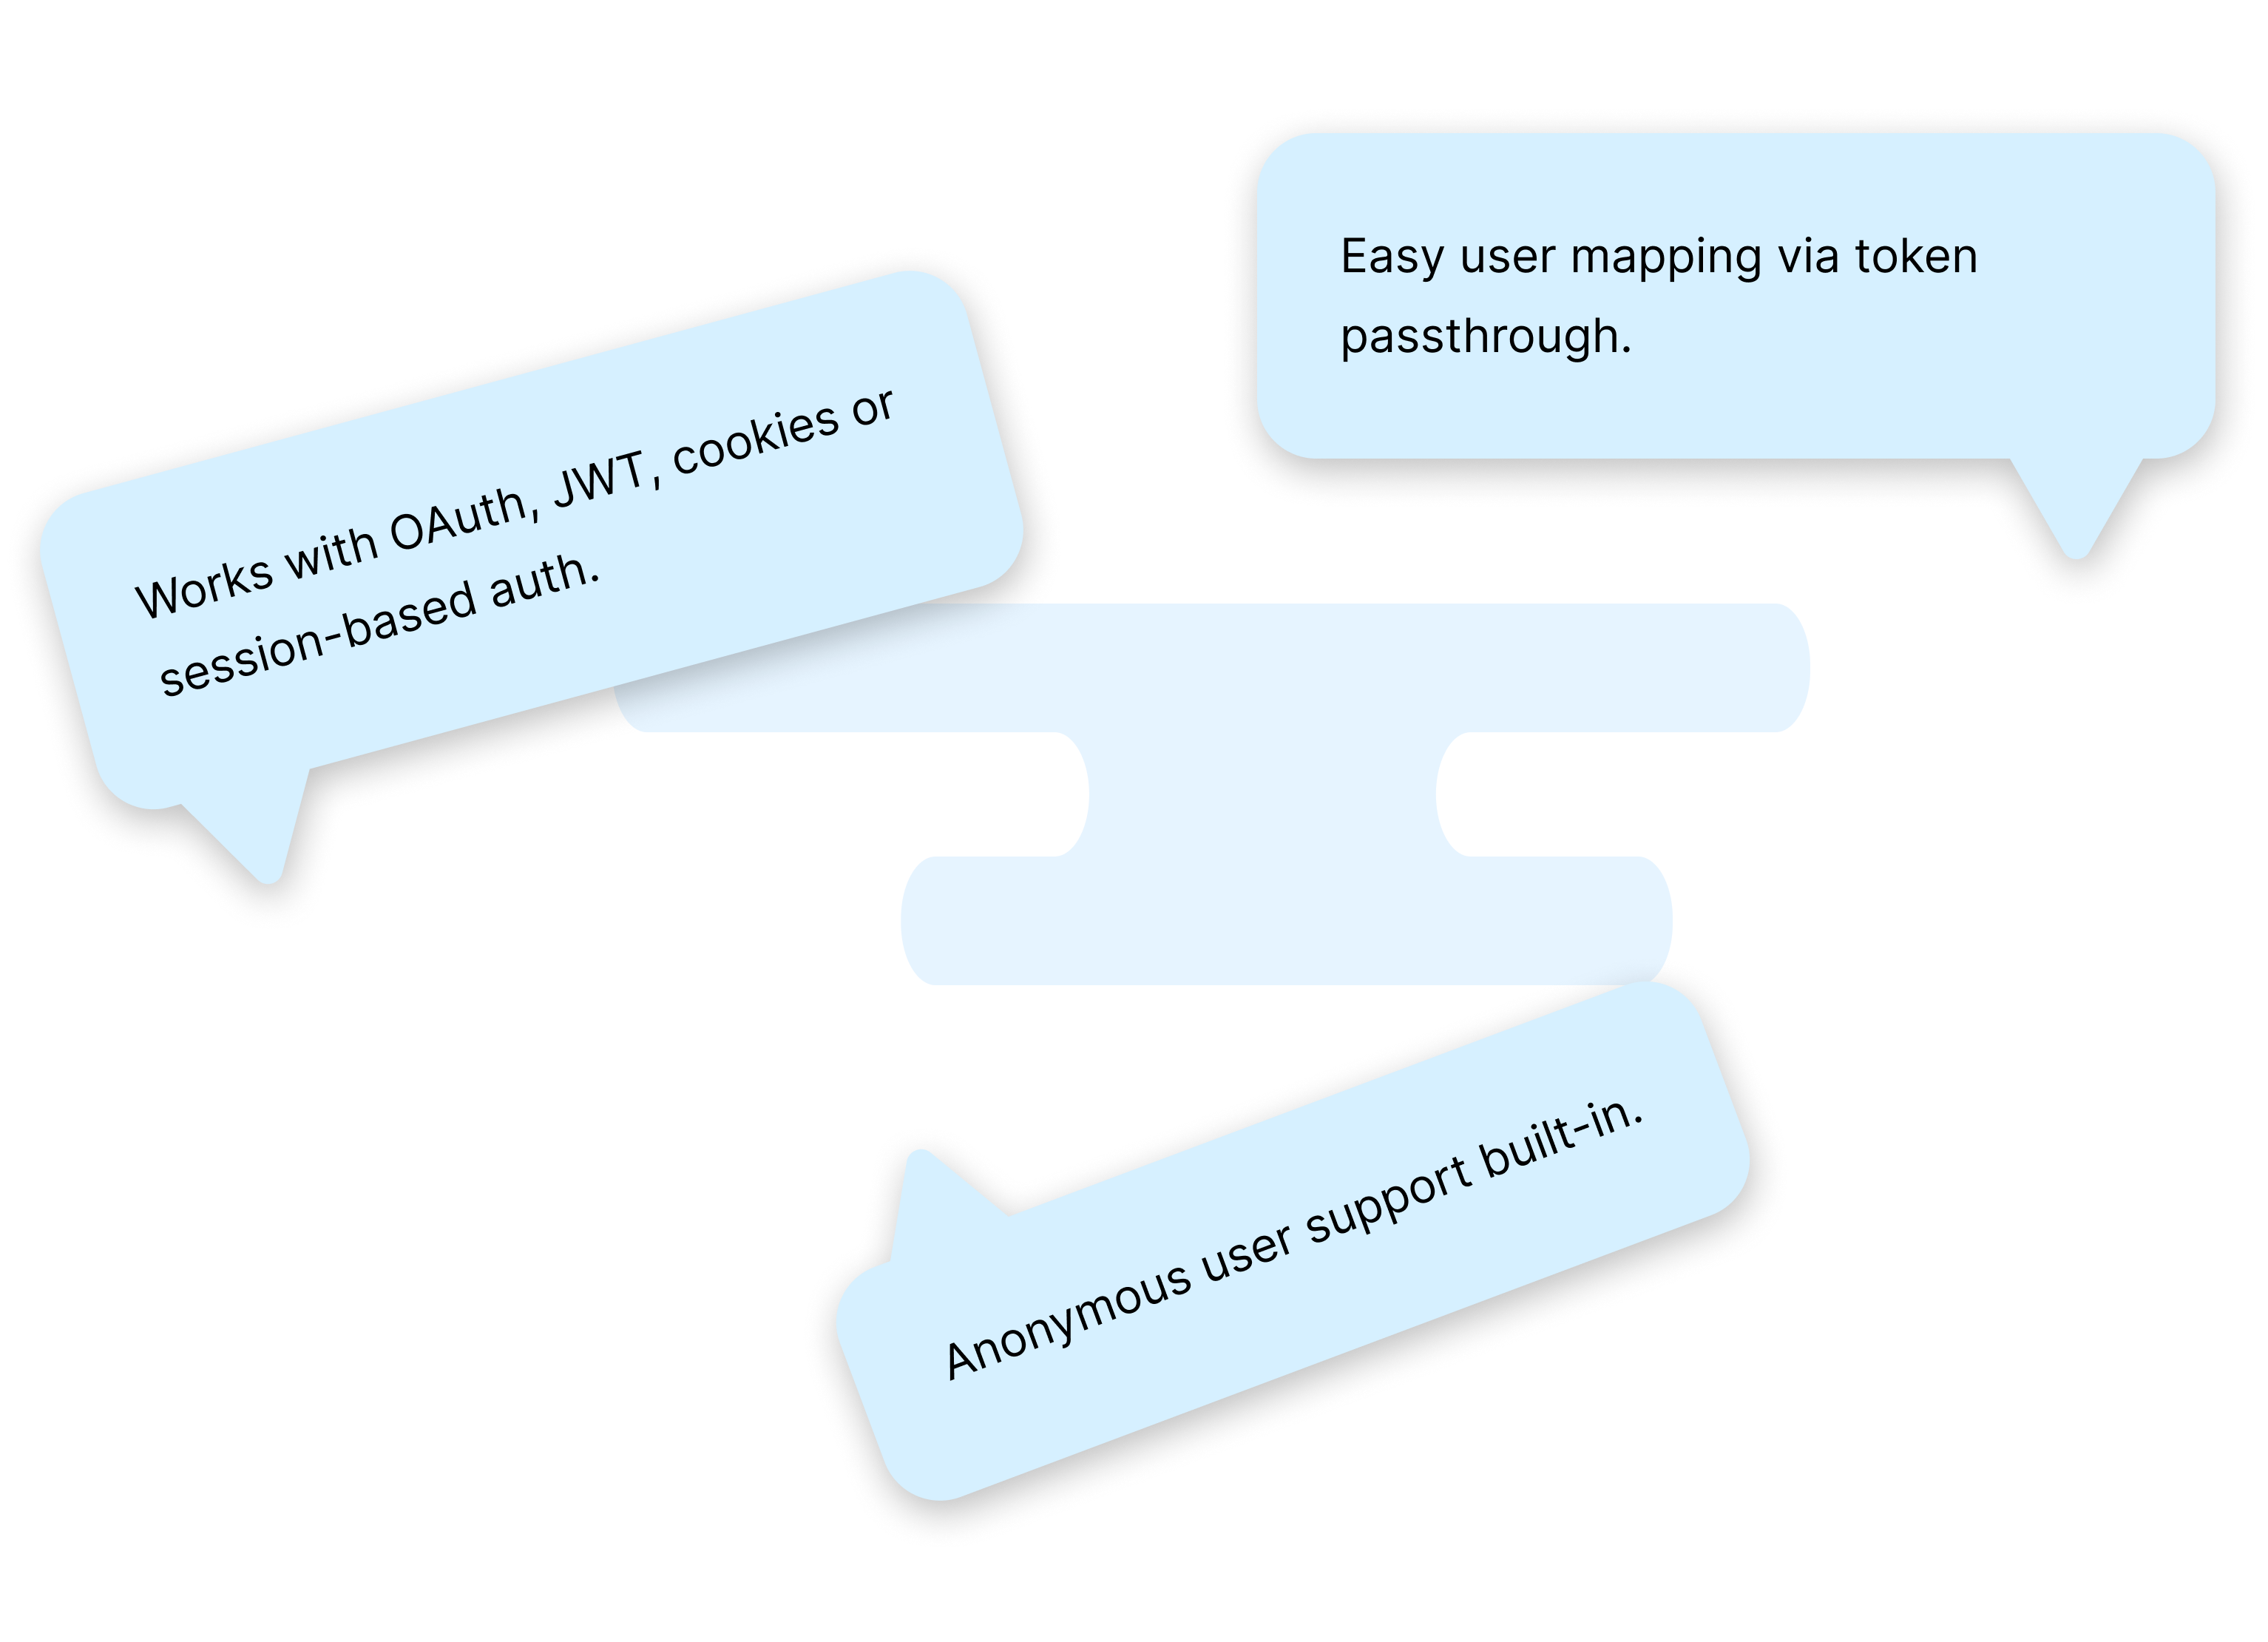 Easy user mapping via token
passthrough.
Works with OAuth, JWT, cookies or
session-based auth.
Anonymous user support built-in.